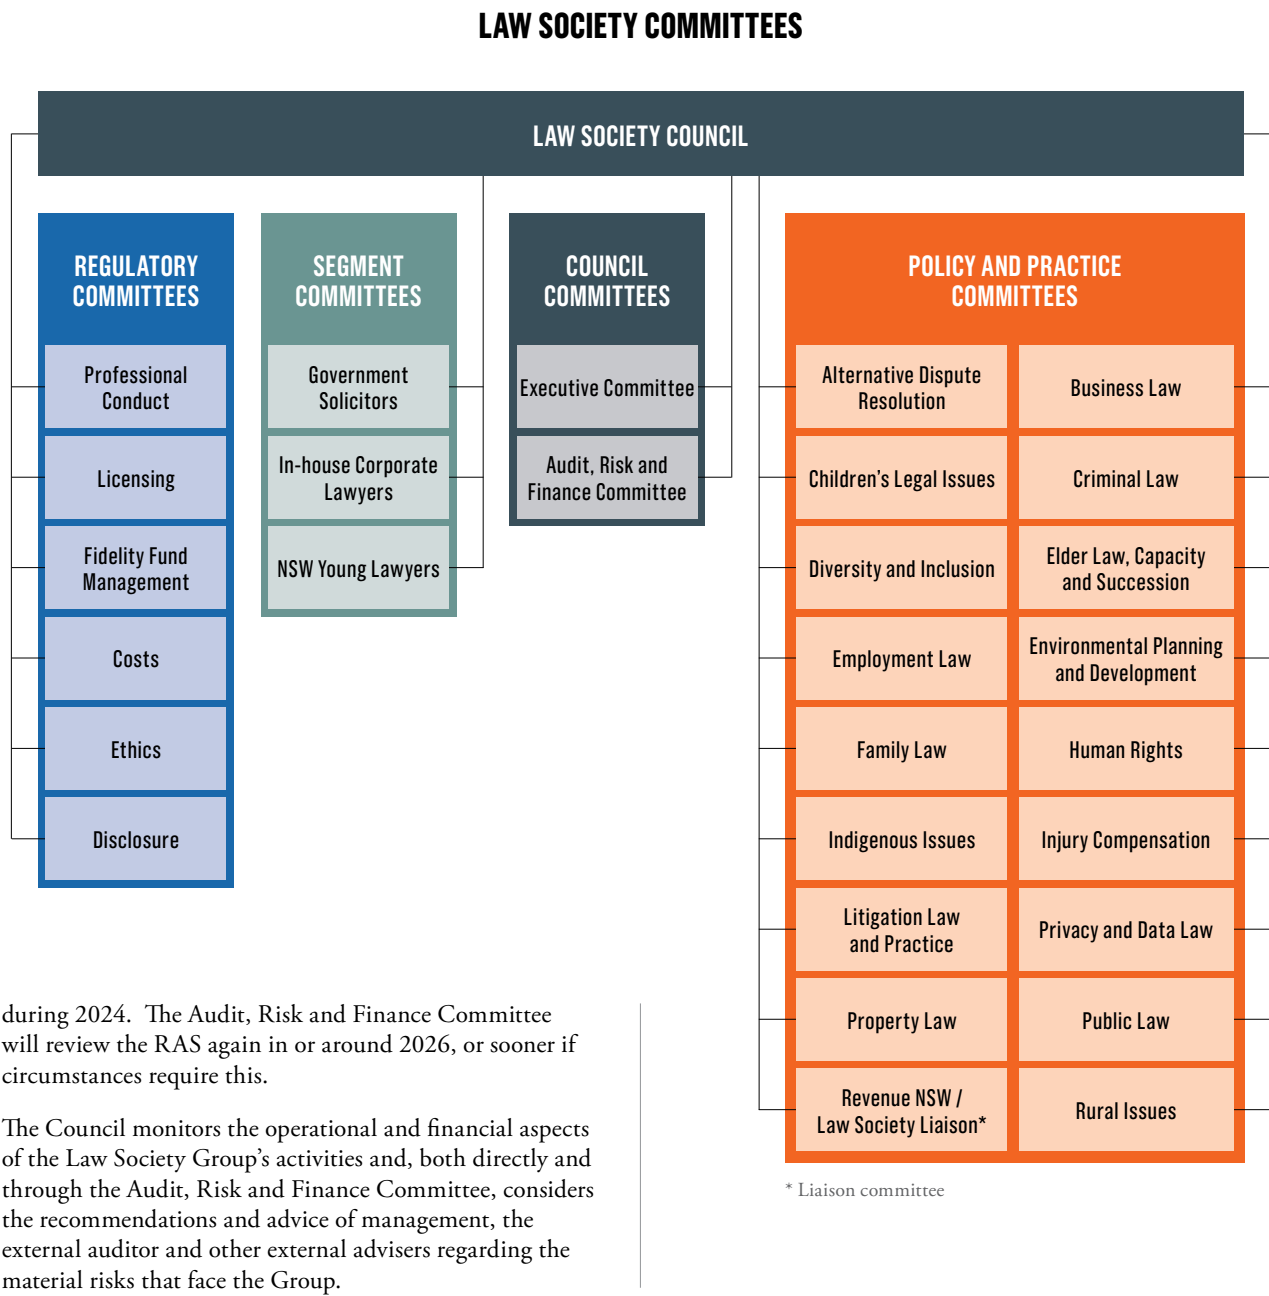 LAW SOCIETY COMMITTEES
LAW SOCIETY COUNCIL
REGULATORY
COMMITTEES
Professional
Conduct
Licensing
Fidelity Fund
Management
Costs
Ethics
Disclosure
SEGMENT
COMMITTEES
Government
Solicitors
In-house Corporate
Lawyers
NSW Young Lawyers
COUNCIL
COMMITTEES
Executive Committee
Audit, Risk and
Finance Committee
POLICY AND PRACTICE
COMMITTEES
Alternative Dispute
Resolution
Business Law
Children's Legal Issues
Criminal Law
Diversity and Inclusion
Elder Law, Capacity
and Succession
Employment Law
Environmental Planning
and Development
Family Law
Human Rights
Indigenous Issues
Injury Compensation
Litigation Law
and Practice
Privacy and Data Law
Property Law
Public Law
Revenue NSW /
Law Society Liaison*
Rural Issues
* Liaison committee
during 2024.  The Audit, Risk and Finance Committee
will review the RAS again in or around 2026, or sooner if
circumstances require this.
The Council monitors the operational and financial aspects
of the Law Society Group's activities and, both directly and
through the Audit, Risk and Finance Committee, considers
the recommendations and advice of management, the
external auditor and other external advisers regarding the
material risks that face the Group.